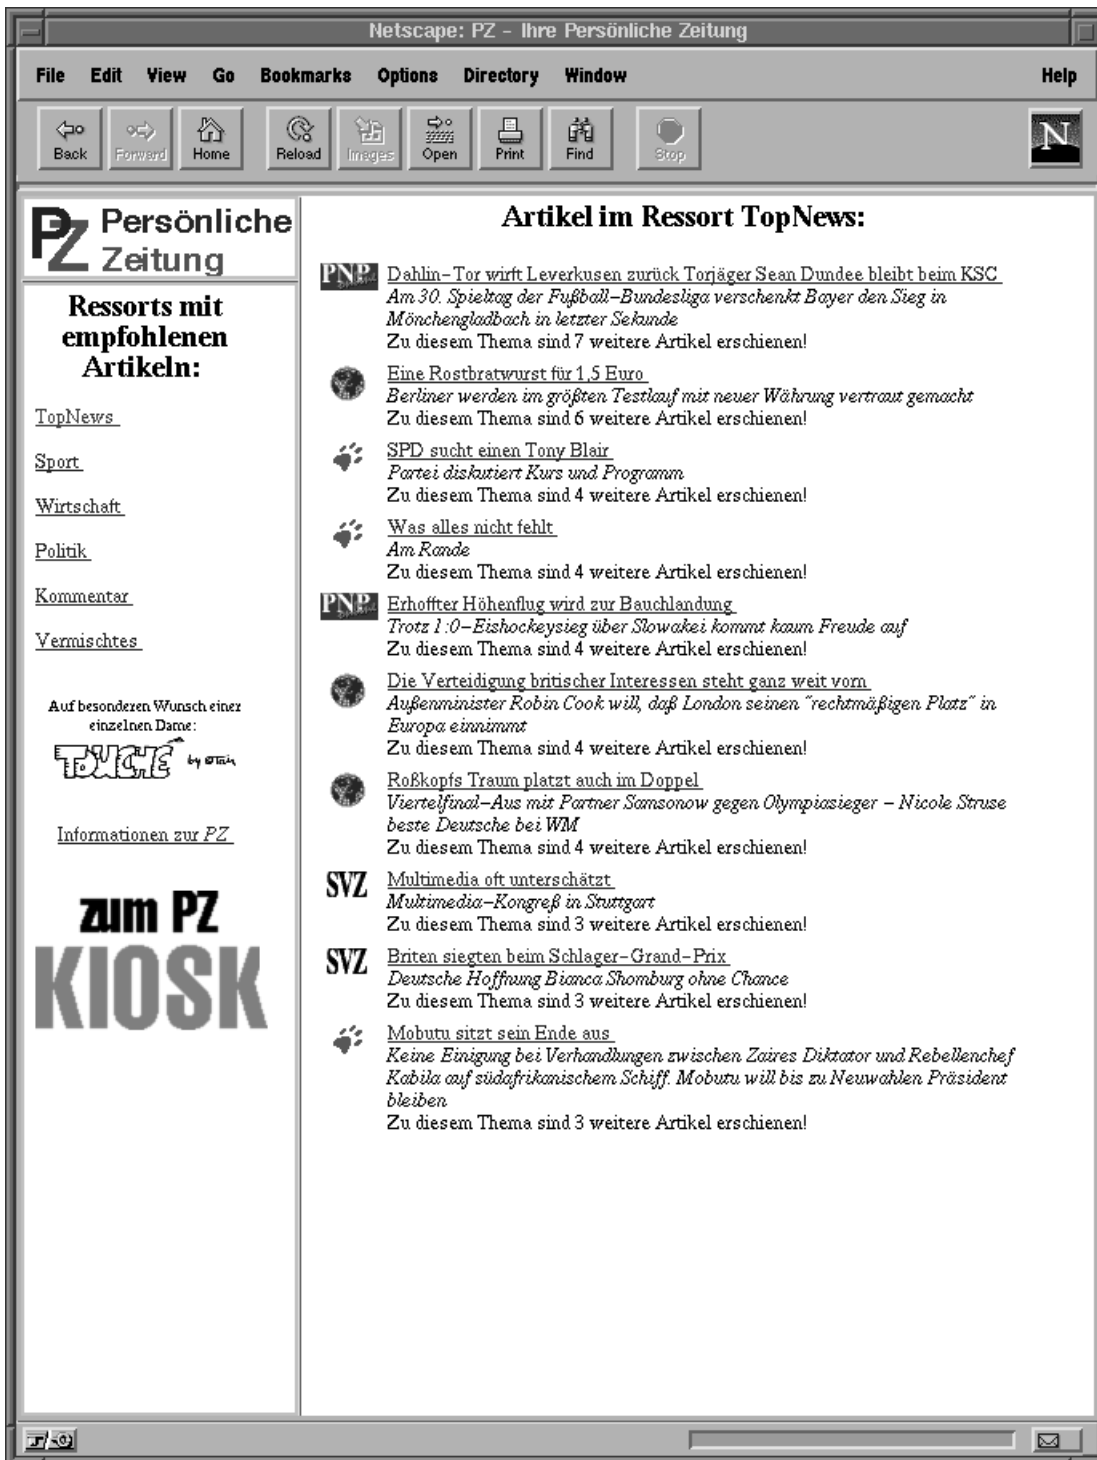 Netscape: PZ – Ihre Persönliche Zeitung
File Edit View Go Bookmarks Options Directory Window Help
Back Forward Home Reload Images Open Print Find Stop
N
PZ Persönliche
Zeitung
Ressorts mit
empfohlenen
Artikeln:
TopNews
Sport
Wirtschaft
Politik
Kommentar
Vermischtes
Auf besonderen Wunsch einer
einzelnen Dame:
TOUCHÉ by ©TOM
Informationen zur PZ
zum PZ
KIOSK
Artikel im Ressort TopNews:
PNP
Dahlin–Tor wirft Leverkusen zurück Torjäger Sean Dundee bleibt beim KSC
Am 30. Spieltag der Fußball–Bundesliga verschenkt Bayer den Sieg in
Mönchengladbach in letzter Sekunde
Zu diesem Thema sind 7 weitere Artikel erschienen!
Eine Rostbratwurst für 1,5 Euro
Berliner werden im größten Testlauf mit neuer Währung vertraut gemacht
Zu diesem Thema sind 6 weitere Artikel erschienen!
SPD sucht einen Tony Blair
Partei diskutiert Kurs und Programm
Zu diesem Thema sind 4 weitere Artikel erschienen!
Was alles nicht fehlt
Am Rande
Zu diesem Thema sind 4 weitere Artikel erschienen!
PNP
Erhoffter Höhenflug wird zur Bauchlandung
Trotz 1:0–Eishockeysieg über Slowakei kommt kaum Freude auf
Zu diesem Thema sind 4 weitere Artikel erschienen!
Die Verteidigung britischer Interessen steht ganz weit vorn
Außenminister Robin Cook will, daß London seinen "rechtmäßigen Platz" in
Europa einnimmt
Zu diesem Thema sind 4 weitere Artikel erschienen!
Roßkopfs Traum platzt auch im Doppel
Viertelfinal–Aus mit Partner Samsonow gegen Olympiasieger – Nicole Struse
beste Deutsche bei WM
Zu diesem Thema sind 4 weitere Artikel erschienen!
SVZ
Multimedia oft unterschätzt
Multimedia–Kongreß in Stuttgart
Zu diesem Thema sind 3 weitere Artikel erschienen!
SVZ
Briten siegten beim Schlager–Grand–Prix
Deutsche Hoffnung Bianca Shomburg ohne Chance
Zu diesem Thema sind 3 weitere Artikel erschienen!
Mobutu sitzt sein Ende aus
Keine Einigung bei Verhandlungen zwischen Zaires Diktator und Rebellenchef
Kabila auf südafrikanischem Schiff. Mobutu will bis zu Neuwahlen Präsident
bleiben
Zu diesem Thema sind 3 weitere Artikel erschienen!